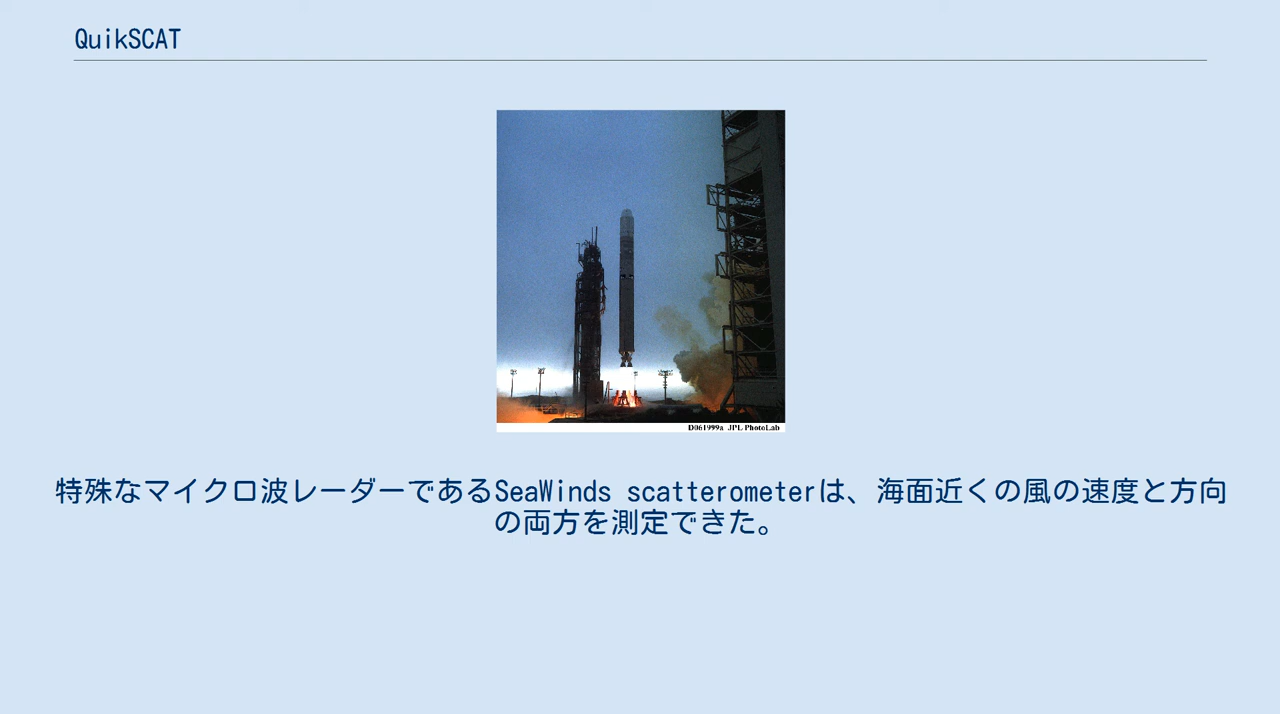 QuikSCAT
D061999a JPL PhotoLab
特殊なマイクロ波レーダーであるSeaWinds scatterometerは、海面近くの風の速度と方向
の両方を測定できた。